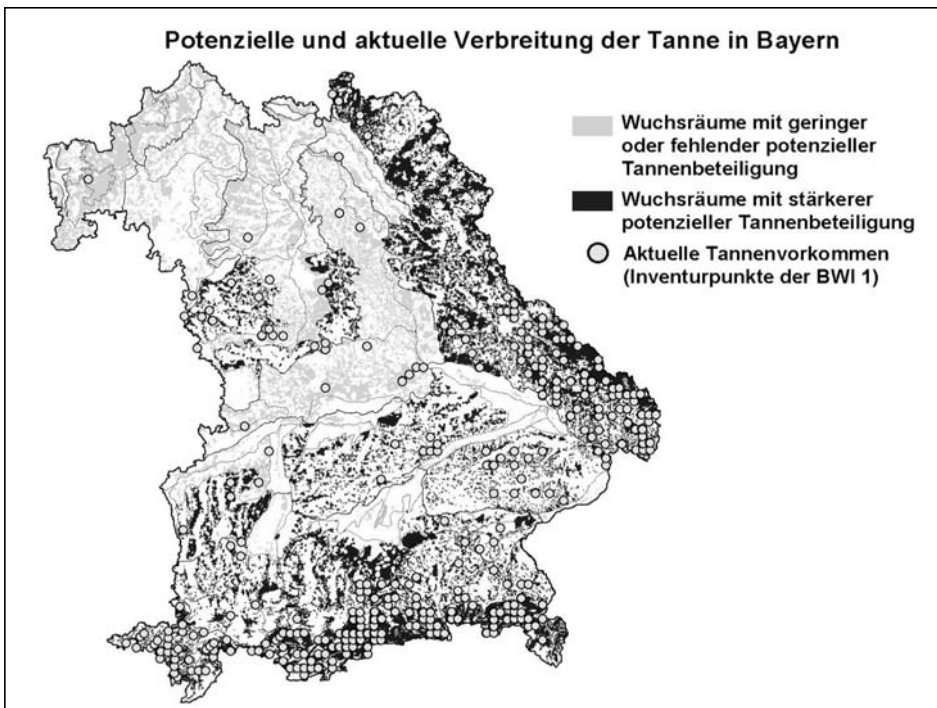 Potenzielle und aktuelle Verbreitung der Tanne in Bayern
Wuchsräume mit geringer
oder fehlender potenzieller
Tannenbeteiligung
Wuchsräume mit stärkerer
potenzieller Tannenbeteiligung
Aktuelle Tannenvorkommen
(Inventurpunkte der BWI 1)